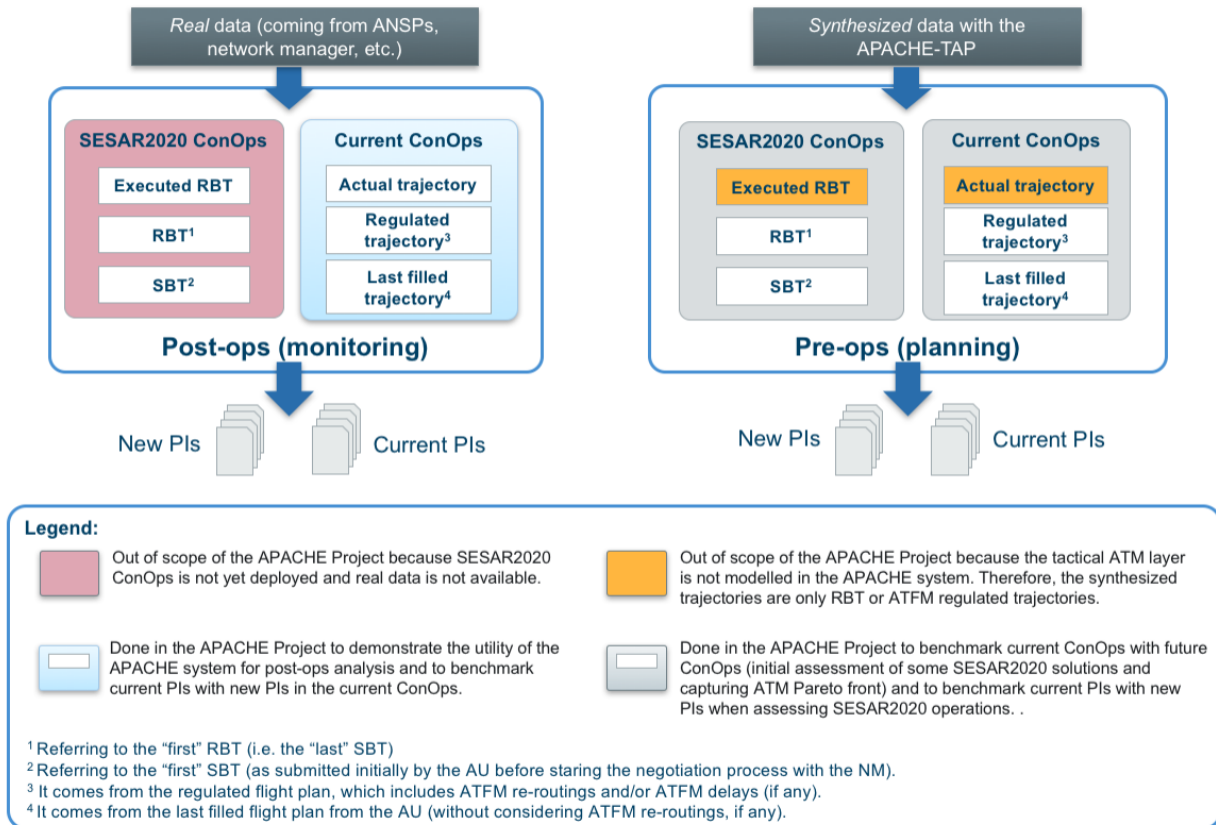 Real data (coming from ANSPs,
network manager, etc.)
SESAR2020 ConOps
Executed RBT
RBT¹
SBT²
Current ConOps
Actual trajectory
Regulated
trajectory³
Last filled
trajectory⁴
Post-ops (monitoring)
New PIs
Current PIs
Synthesized data with the
APACHE-TAP
SESAR2020 ConOps
Executed RBT
RBT¹
SBT²
Current ConOps
Actual trajectory
Regulated
trajectory³
Last filled
trajectory⁴
Pre-ops (planning)
New PIs
Current PIs
Legend:
Out of scope of the APACHE Project because SESAR2020
ConOps is not yet deployed and real data is not available.
Out of scope of the APACHE Project because the tactical ATM layer
is not modelled in the APACHE system. Therefore, the synthesized
trajectories are only RBT or ATFM regulated trajectories.
Done in the APACHE Project to demonstrate the utility of the
APACHE system for post-ops analysis and to benchmark
current PIs with new PIs in the current ConOps.
Done in the APACHE Project to benchmark current ConOps with future
ConOps (initial assessment of some SESAR2020 solutions and
capturing ATM Pareto front) and to benchmark current PIs with new
PIs when assessing SESAR2020 operations. .
¹ Referring to the “first” RBT (i.e. the “last” SBT)
² Referring to the “first” SBT (as submitted initially by the AU before staring the negotiation process with the NM).
³ It comes from the regulated flight plan, which includes ATFM re-routings and/or ATFM delays (if any).
⁴ It comes from the last filled flight plan from the AU (without considering ATFM re-routings, if any).